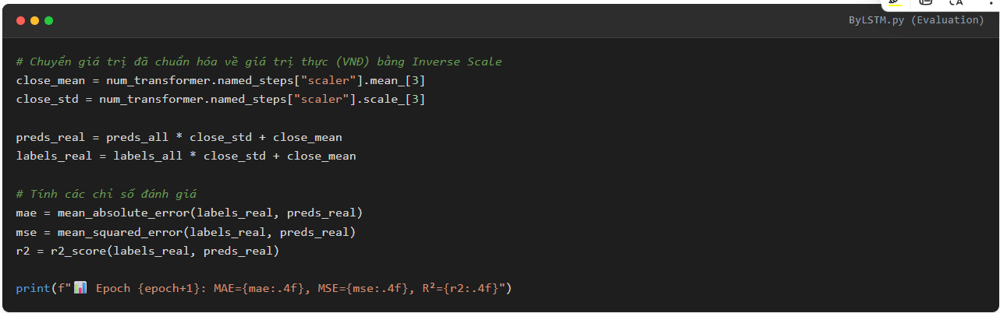 ByLSTM.py (Evaluation)
# Chuyển giá trị đã chuẩn hóa về giá trị thực (VNĐ) bằng Inverse Scale
close_mean = num_transformer.named_steps["scaler"].mean_[3]
close_std = num_transformer.named_steps["scaler"].scale_[3]
preds_real = preds_all * close_std + close_mean
labels_real = labels_all * close_std + close_mean
# Tính các chỉ số đánh giá
mae = mean_absolute_error(labels_real, preds_real)
mse = mean_squared_error(labels_real, preds_real)
r2 = r2_score(labels_real, preds_real)
print(f"📊 Epoch {epoch+1}: MAE={mae:.4f}, MSE={mse:.4f}, R²={r2:.4f}")